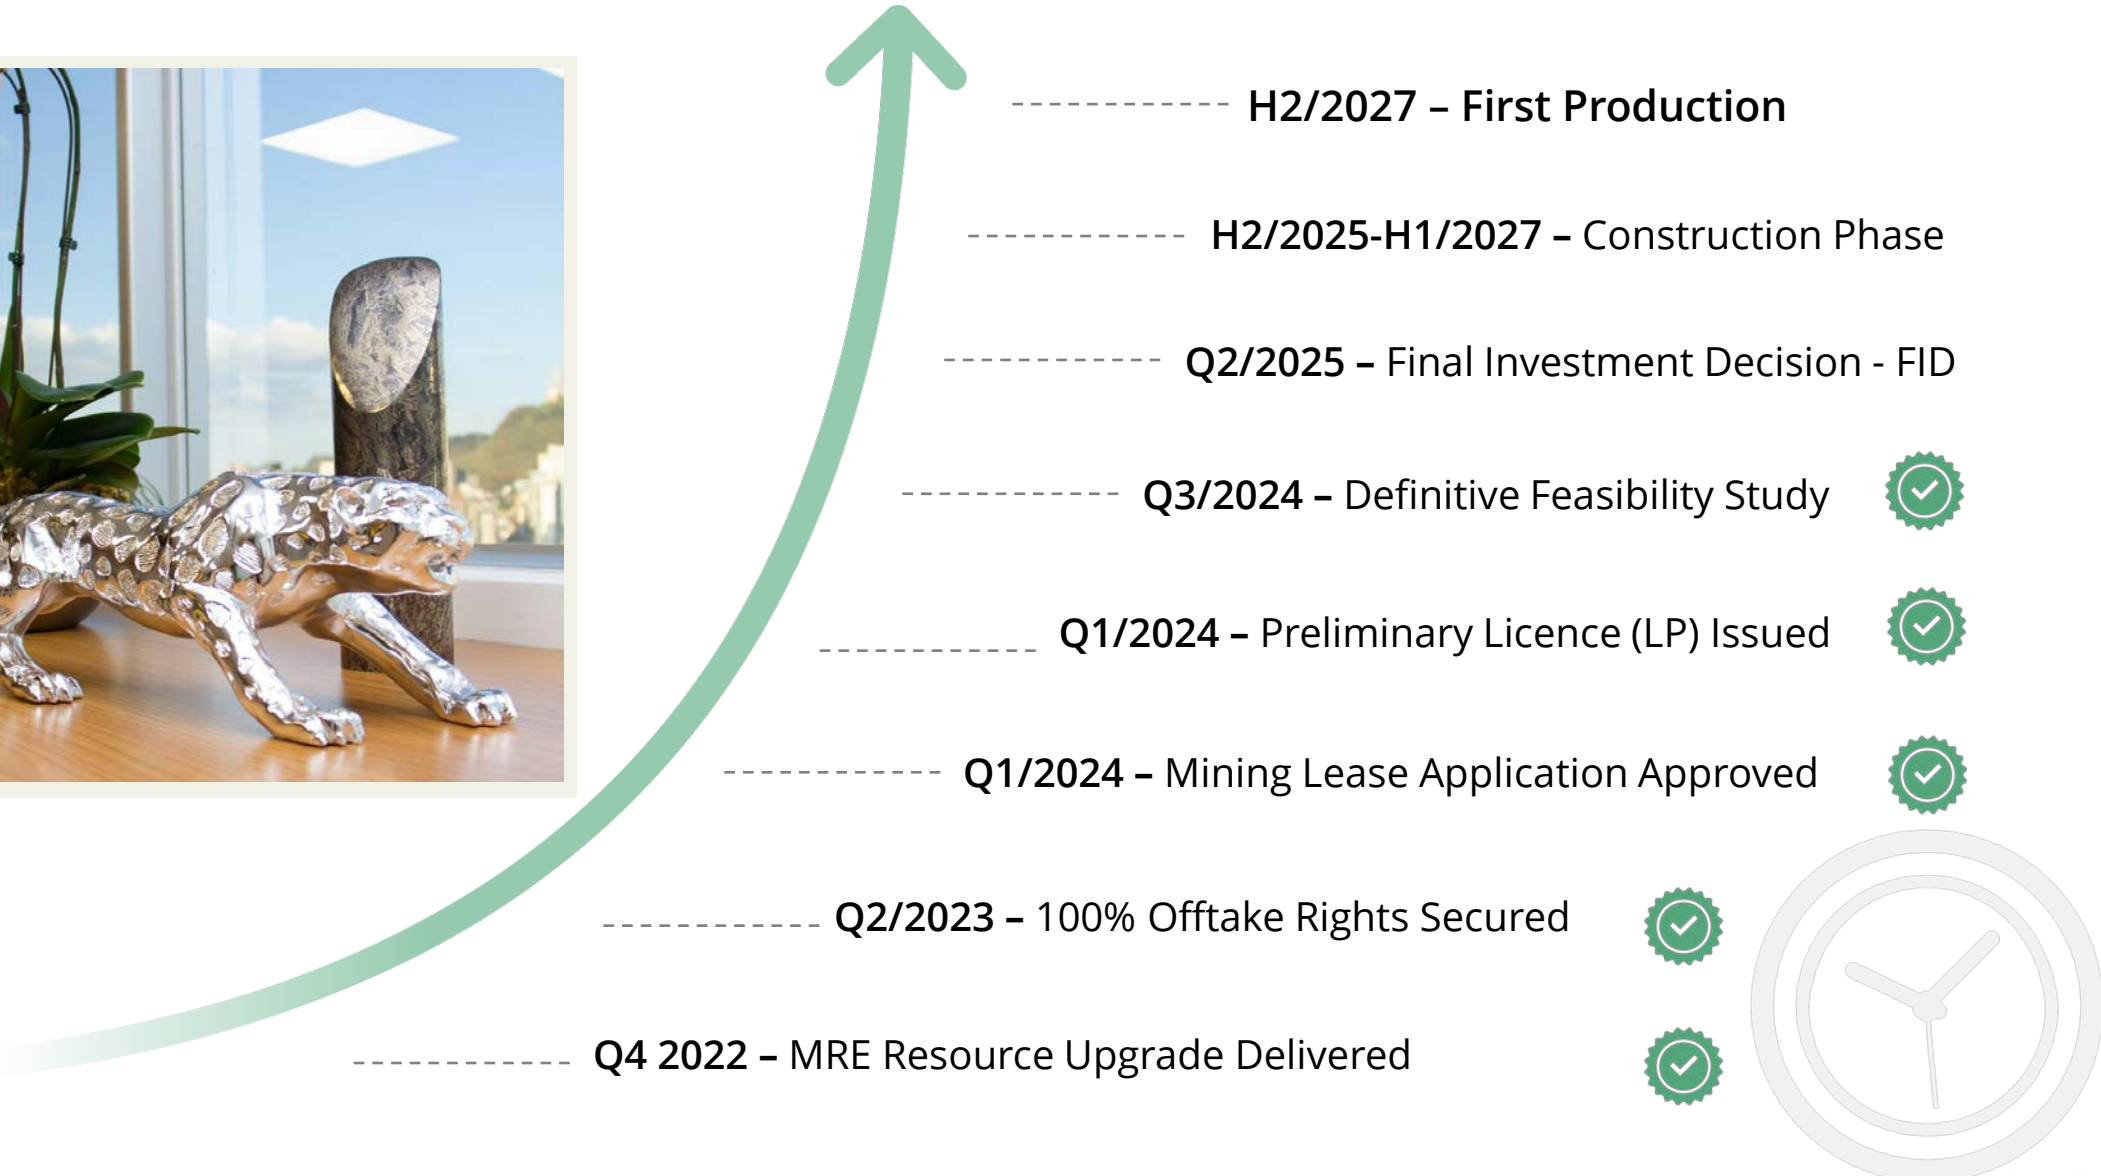 H2/2027 – First Production
H2/2025-H1/2027 – Construction Phase
Q2/2025 – Final Investment Decision - FID
Q3/2024 – Definitive Feasibility Study
Q1/2024 – Preliminary Licence (LP) Issued
Q1/2024 – Mining Lease Application Approved
Q2/2023 – 100% Offtake Rights Secured
Q4 2022 – MRE Resource Upgrade Delivered